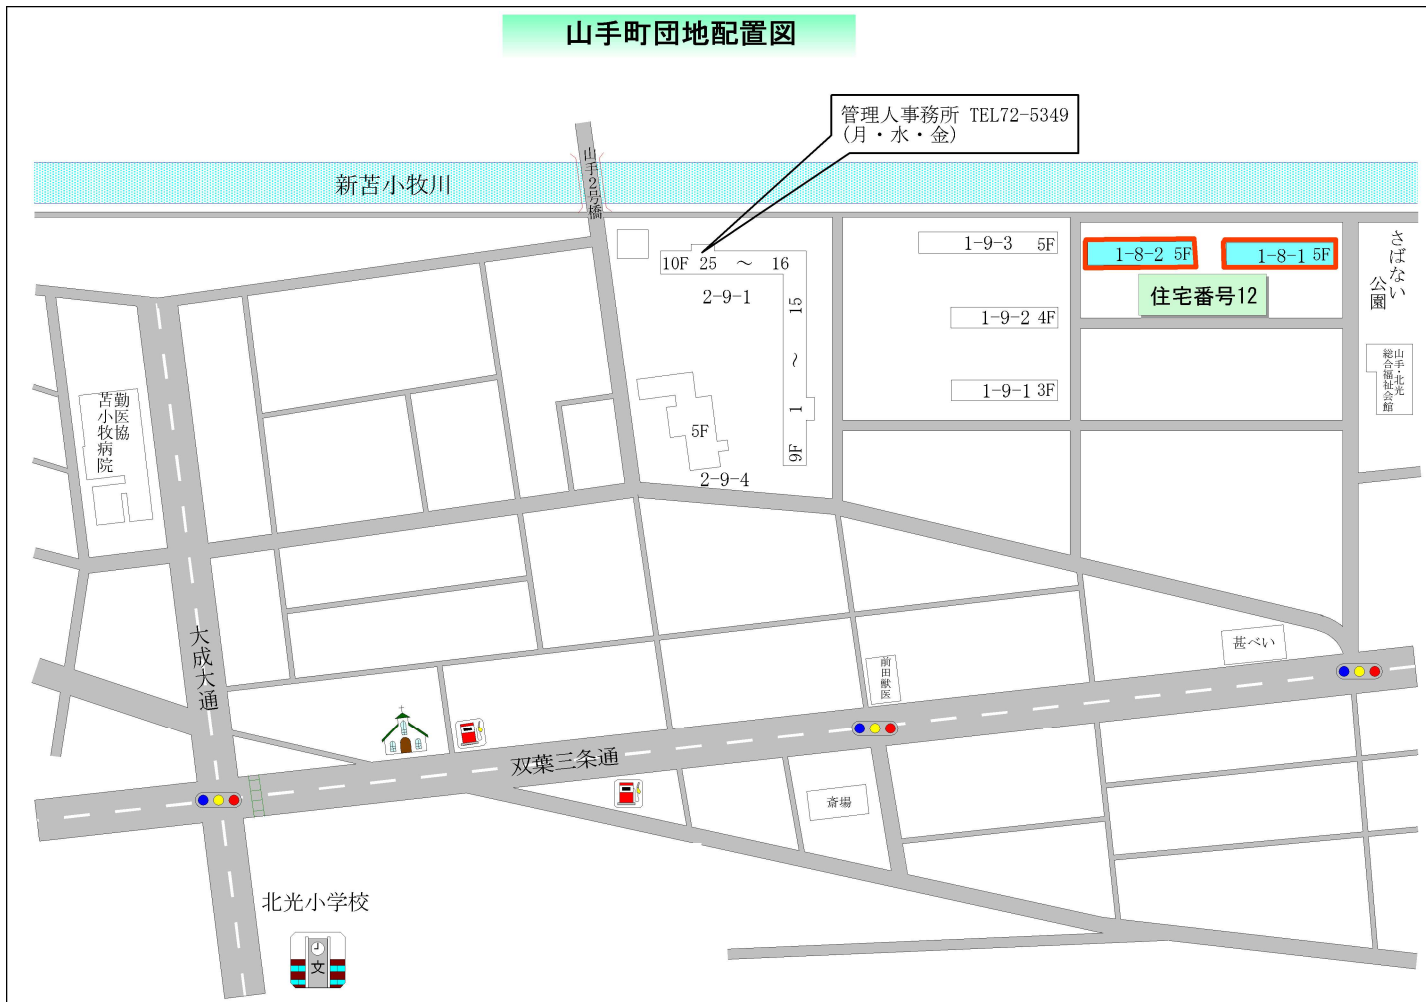 山手町団地配置図
管理人事務所 TEL72-5349
(月・水・金)
新苫小牧川
山手2号橋
10F 25 ～ 16
2-9-1
15 ～ 1
9F
5F
2-9-4
1-9-3 5F
1-9-2 4F
1-9-1 3F
1-8-2 5F
1-8-1 5F
住宅番号12
さばない
公園
山手・北光
総合福祉会館
勤医協
苫小牧病院
大成大通
甚べい
前田獣医
双葉三条通
斎場
北光小学校
文